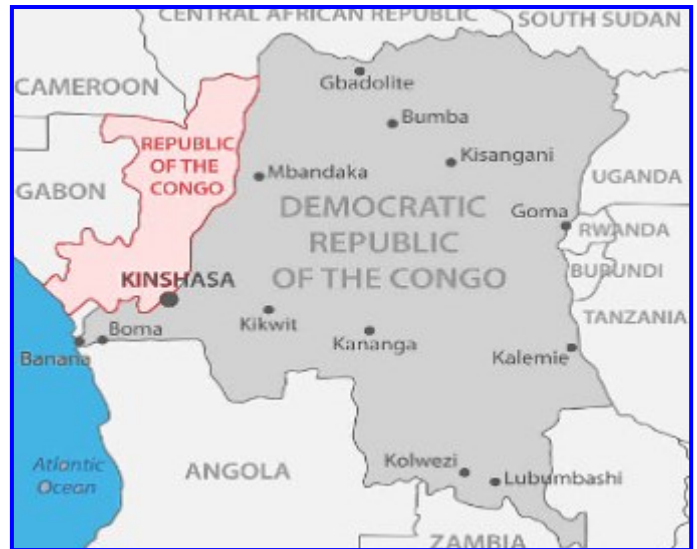 CENTRAL AFRICAN REPUBLIC
SOUTH SUDAN
CAMEROON
Gbadolite
Bumba
REPUBLIC
OF THE
CONGO
Kisangani
Mbandaka
UGANDA
GABON
DEMOCRATIC
REPUBLIC
OF THE CONGO
Goma
RWANDA
BURUNDI
KINSHASA
TANZANIA
Boma
Kikwit
Banana
Kananga
Kalemie
Atlantic
Ocean
ANGOLA
Kolwezi
Lubumbashi
ZAMBIA